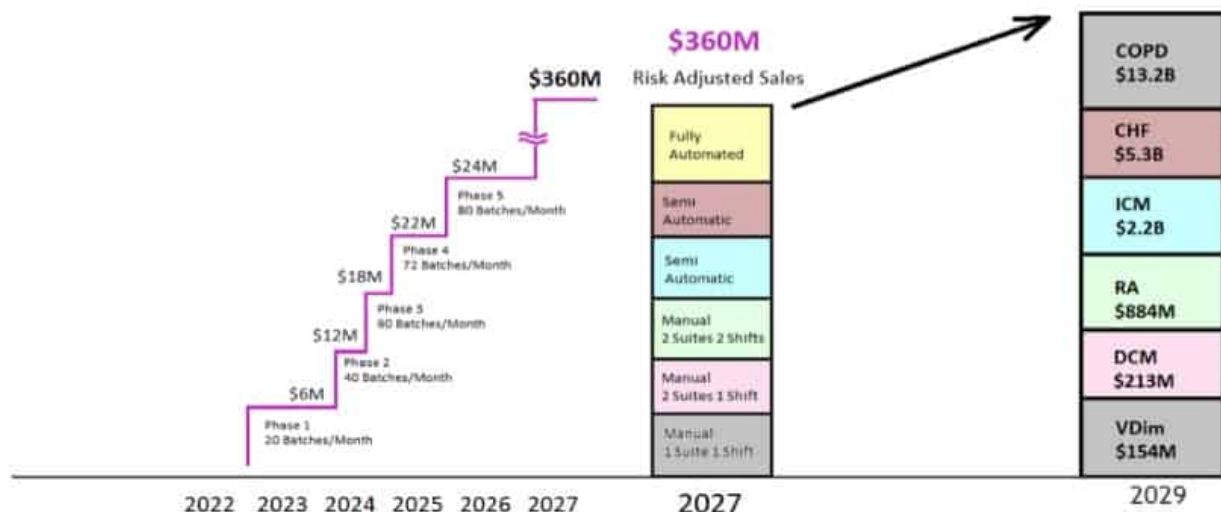 $360M
Phase 5
80 Batches/Month
$24M
Phase 4
72 Batches/Month
$22M
Phase 3
60 Batches/Month
$18M
Phase 2
40 Batches/Month
$12M
Phase 1
20 Batches/Month
$6M
2022 2023 2024 2025 2026 2027
$360M
Risk Adjusted Sales
Fully
Automated
Semi
Automatic
Semi
Automatic
Manual
2 Suites 2 Shifts
Manual
2 Suites 1 Shift
Manual
1 Suite 1 Shift
2027
COPD
$13.2B
CHF
$5.3B
ICM
$2.2B
RA
$884M
DCM
$213M
VDim
$154M
2029